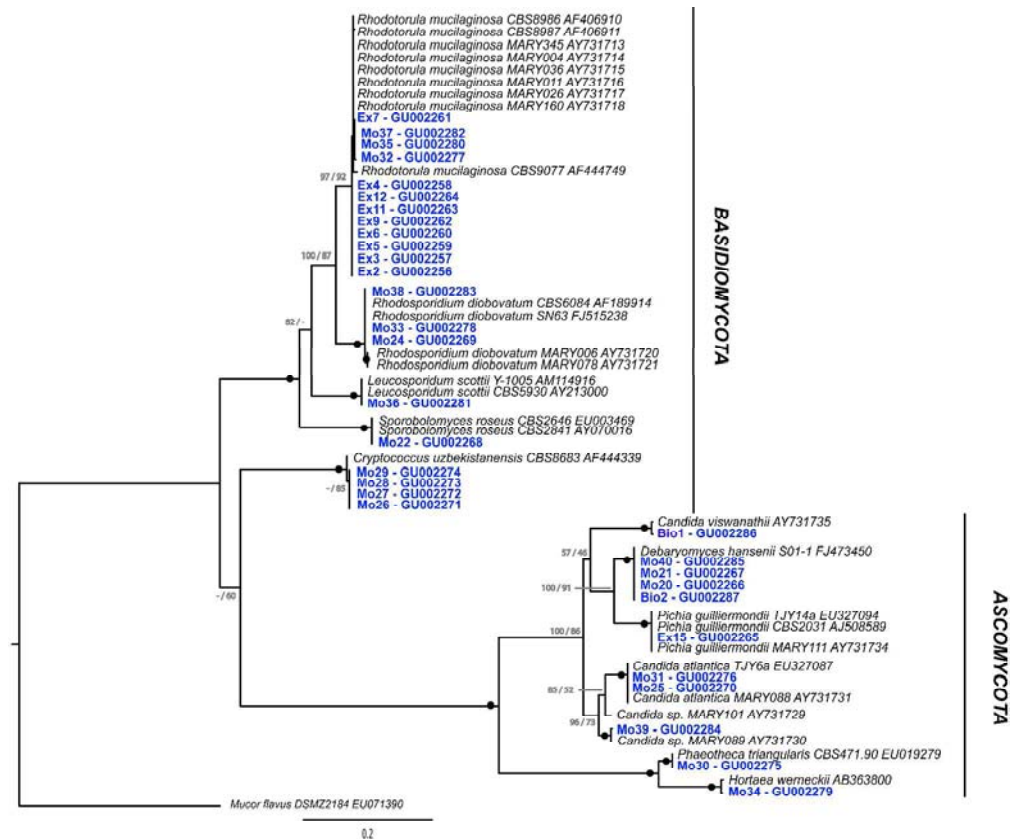 Rhodotorula mucilaginosa CBS8986 AF406910
Rhodotorula mucilaginosa CBS8987 AF406911
Rhodotorula mucilaginosa MARY345 AY731713
Rhodotorula mucilaginosa MARY004 AY731714
Rhodotorula mucilaginosa MARY036 AY731715
Rhodotorula mucilaginosa MARY011 AY731716
Rhodotorula mucilaginosa MARY026 AY731717
Rhodotorula mucilaginosa MARY160 AY731718
Ex7 - GU002261
Mo37 - GU002282
Mo35 - GU002280
Mo32 - GU002277
97 / 92
Rhodotorula mucilaginosa CBS9077 AF444749
Ex4 - GU002258
Ex12 - GU002264
Ex11 - GU002263
Ex9 - GU002262
Ex6 - GU002260
Ex5 - GU002259
100 / 87
Ex3 - GU002257
Ex2 - GU002256
Mo38 - GU002283
Rhodosporidium diobovatum CBS6084 AF189914
Rhodosporidium diobovatum SN63 FJ515238
62 / -
Mo33 - GU002278
Mo24 - GU002269
Rhodosporidium diobovatum MARY006 AY731720
Rhodosporidium diobovatum MARY078 AY731721
Leucosporidum scottii Y-1005 AM114916
Leucosporidum scottii CBS5930 AY213000
Mo36 - GU002281
Sporobolomyces roseus CBS2646 EU003469
Sporobolomyces roseus CBS2841 AY070016
Mo22 - GU002268
Cryptococcus uzbekistanensis CBS8683 AF444339
Mo29 - GU002274
Mo28 - GU002273
- / 85
Mo27 - GU002272
Mo26 - GU002271
BASIDIOMYCOTA
Candida viswanathii AY731735
Bio1 - GU002286
57 / 46
Debaryomyces hansenii S01-1 FJ473450
Mo40 - GU002285
Mo21 - GU002267
100 / 91
Mo20 - GU002266
- / 60
Bio2 - GU002287
Pichia guilliermondii TJY14a EU327094
Pichia guilliermondii CBS2031 AJ508589
100 / 86
Ex15 - GU002265
Pichia guilliermondii MARY111 AY731734
Candida atlantica TJY6a EU327087
Mo31 - GU002276
Mo25 - GU002270
Candida atlantica MARY088 AY731731
Candida sp. MARY101 AY731729
96 / 73
Mo39 - GU002284
Candida sp. MARY089 AY731730
Phaeotheca triangularis CBS471.90 EU019279
Mo30 - GU002275
Hortaea werneckii AB363800
Mo34 - GU002279
ASCOMYCOTA
Mucor flavus DSMZ2184 EU071390
0.2